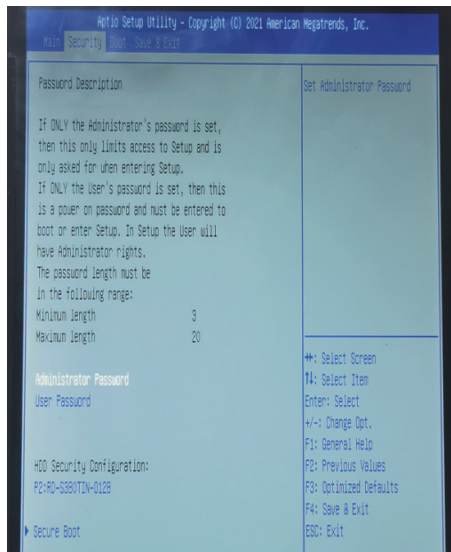 Aptio Setup Utility - Copyright (C) 2021 American Megatrends, Inc.
Main Security Boot Save & Exit
Password Description
Set Administrator Password
If ONLY the Administrator's password is set,
then this only limits access to Setup and is
only asked for when entering Setup.
If ONLY the User's password is set, then this
is a power on password and must be entered to
boot or enter Setup. In Setup the User will
have Administrator rights.
The password length must be
in the following range:
Minimum length 3
Maximum length 20
Administrator Password
User Password
HDD Security Configuration:
P2:RD-S380TIN-012B
Secure Boot
→←: Select Screen
↑↓: Select Item
Enter: Select
+/-: Change Opt.
F1: General Help
F2: Previous Values
F3: Optimized Defaults
F4: Save & Exit
ESC: Exit